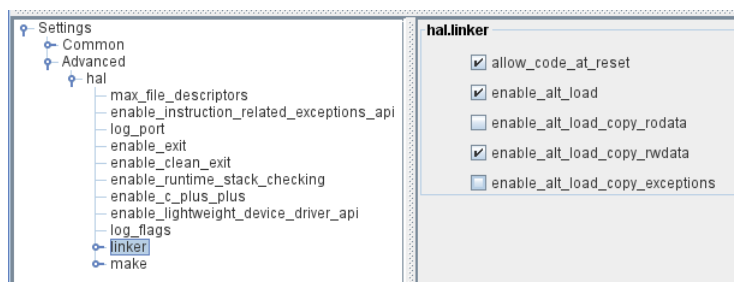 Settings
Common
Advanced
hal
max_file_descriptors
enable_instruction_related_exceptions_api
log_port
enable_exit
enable_clean_exit
enable_runtime_stack_checking
enable_c_plus_plus
enable_lightweight_device_driver_api
log_flags
linker
make
hal.linker
allow_code_at_reset
enable_alt_load
enable_alt_load_copy_rodata
enable_alt_load_copy_rwdata
enable_alt_load_copy_exceptions